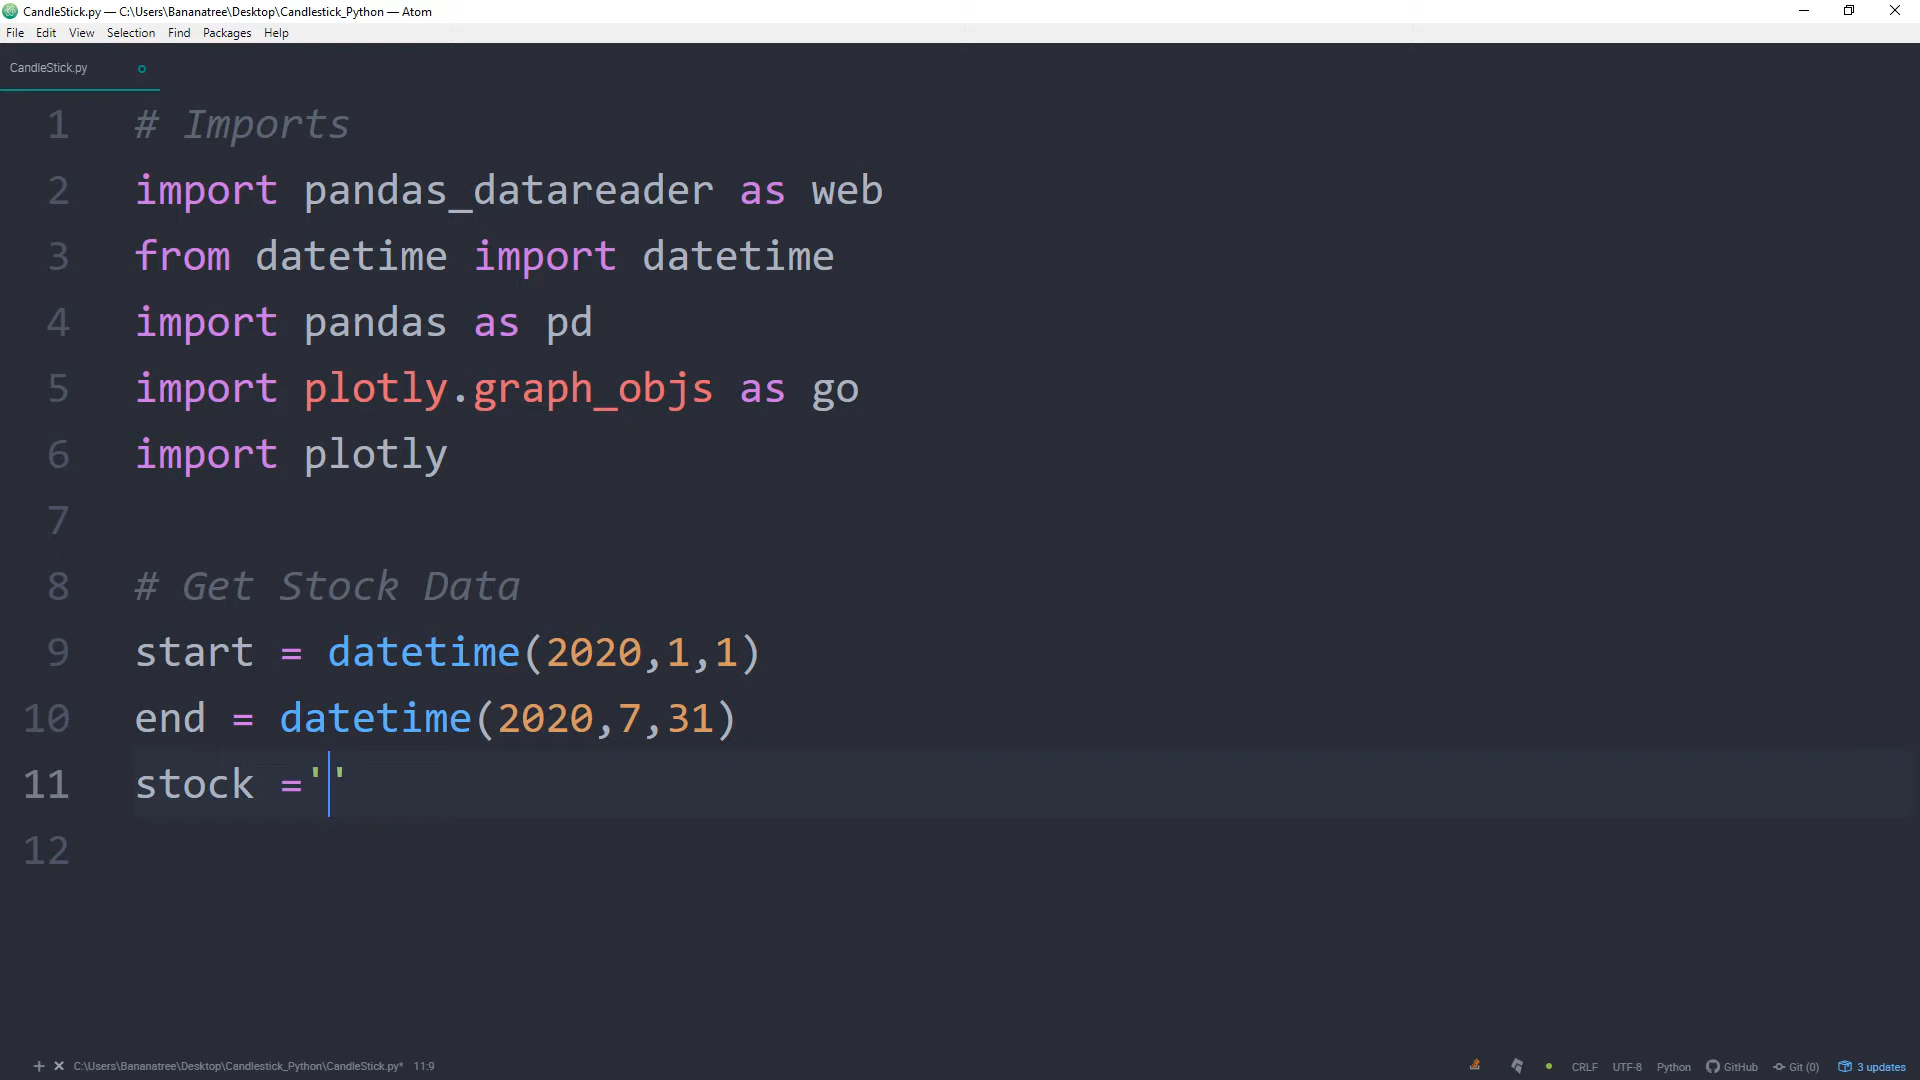 CandleStick.py — C:\Users\Bananatree\Desktop\Candlestick_Python — Atom
File Edit View Selection Find Packages Help
CandleStick.py
1 # Imports
2 import pandas_datareader as web
3 from datetime import datetime
4 import pandas as pd
5 import plotly.graph_objs as go
6 import plotly
7
8 # Get Stock Data
9 start = datetime(2020,1,1)
10 end = datetime(2020,7,31)
11 stock =''
12
C:\Users\Bananatree\Desktop\Candlestick_Python\CandleStick.py* 11:9 CRLF UTF-8 Python GitHub Git (0) 3 updates